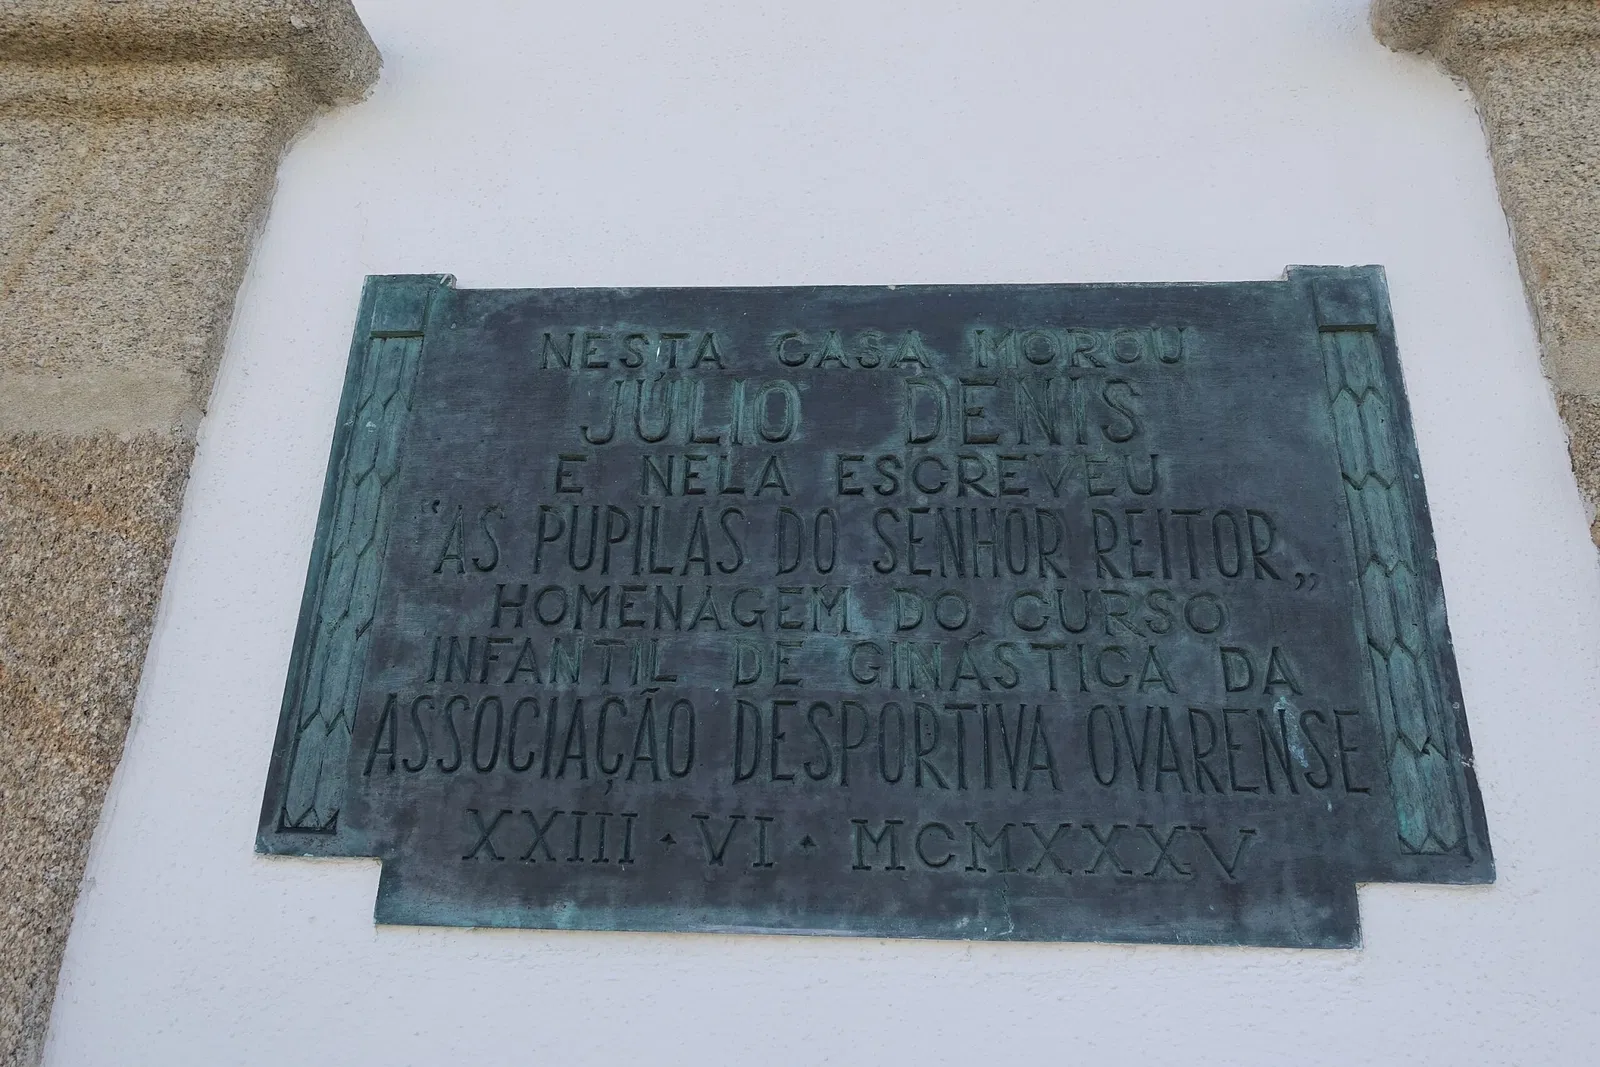 NESTA CASA MOROU
JÚLIO DENIS
E NELA ESCREVEU
"AS PUPILAS DO SENHOR REITOR„
HOMENAGEM DO CURSO
INFANTIL DE GINÁSTICA DA
ASSOCIAÇÃO DESPORTIVA OVARENSE
XXIII · VI · MCMXXXV